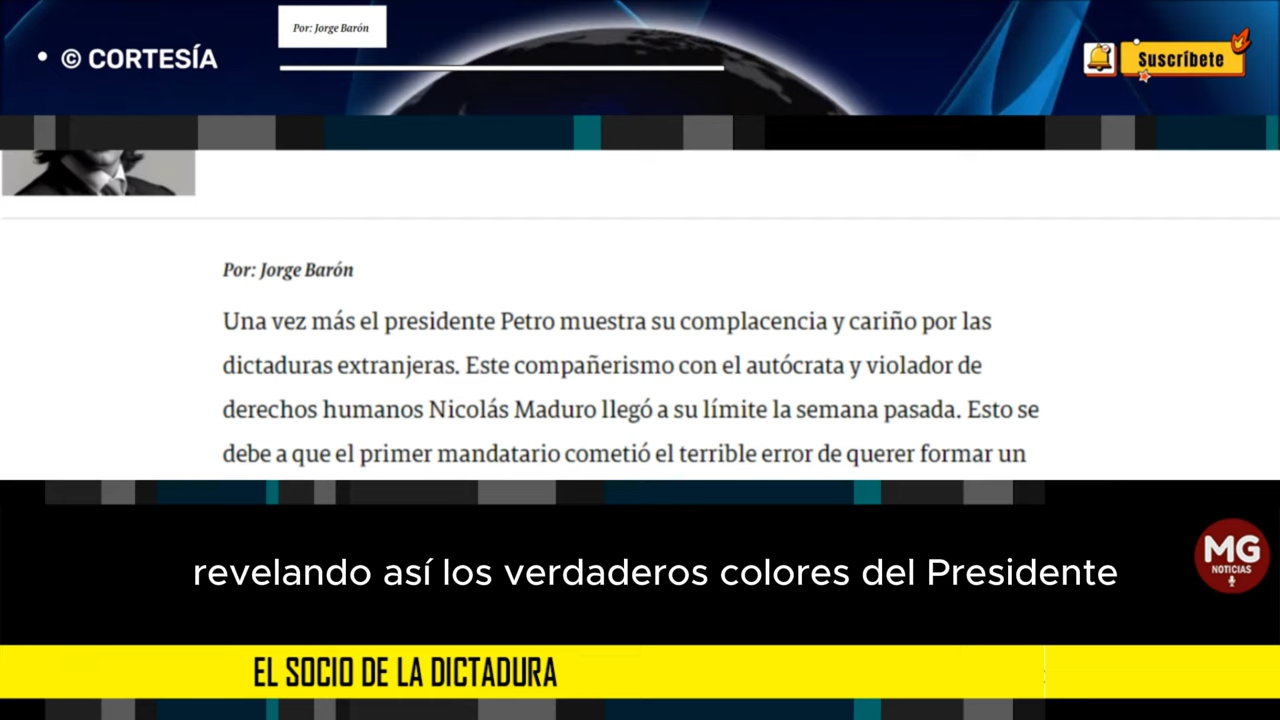 Por: Jorge Barón
• © CORTESÍA
Suscríbete
Por: Jorge Barón
Una vez más el presidente Petro muestra su complacencia y cariño por las
dictaduras extranjeras. Este compañerismo con el autócrata y violador de
derechos humanos Nicolás Maduro llegó a su límite la semana pasada. Esto se
debe a que el primer mandatario cometió el terrible error de querer formar un
MG
NOTICIAS
revelando así los verdaderos colores del Presidente
EL SOCIO DE LA DICTADURA